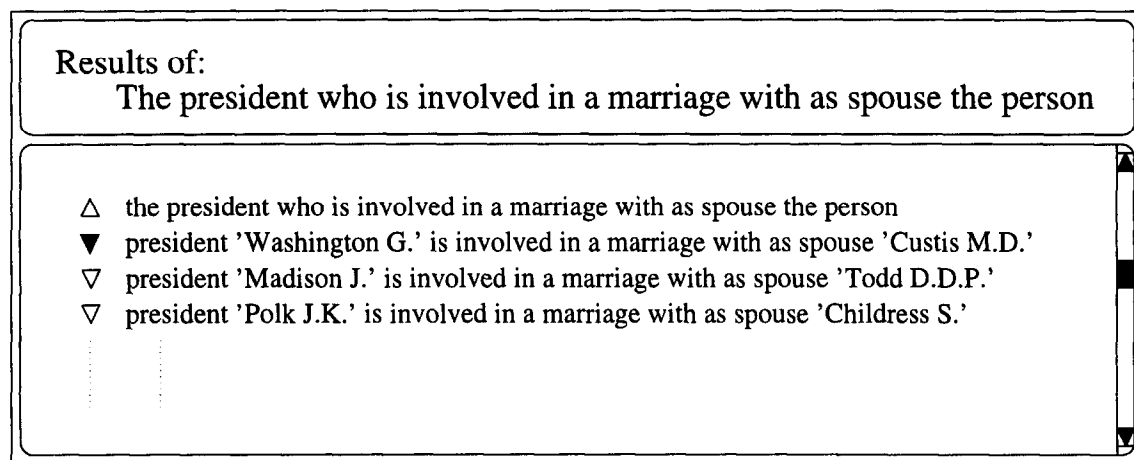 Results of:
The president who is involved in a marriage with as spouse the person
△ the president who is involved in a marriage with as spouse the person
▼ president 'Washington G.' is involved in a marriage with as spouse 'Custis M.D.'
▽ president 'Madison J.' is involved in a marriage with as spouse 'Todd D.D.P.'
▽ president 'Polk J.K.' is involved in a marriage with as spouse 'Childress S.'